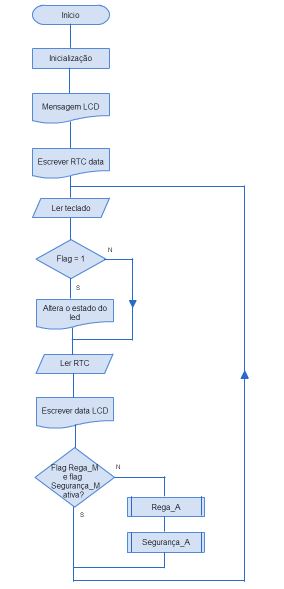 Início
Inicialização
Mensagem LCD
Escrever RTC data
Ler teclado
Flag = 1
N
S
Altera o estado do
led
Ler RTC
Escrever data LCD
Flag Rega_M
e flag
Segurança_M
ativa?
N
S
Rega_A
Segurança_A